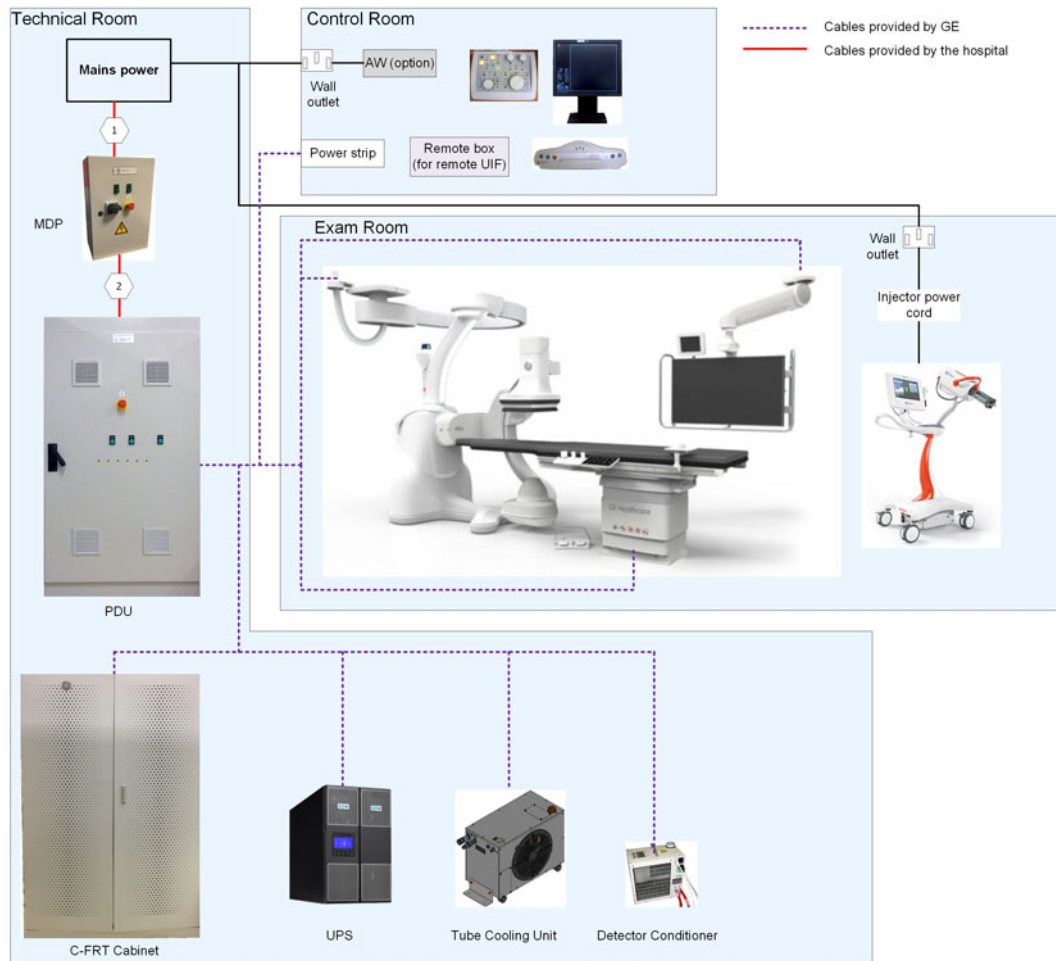 Technical Room
Control Room
Cables provided by GE
Cables provided by the hospital
Mains power
AW (option)
Wall
outlet
1
Power strip
Remote box
(for remote UIF)
MDP
Exam Room
Wall
outlet
2
Injector power
cord
GE Healthcare
PDU
UPS
Tube Cooling Unit
Detector Conditioner
C-FRT Cabinet